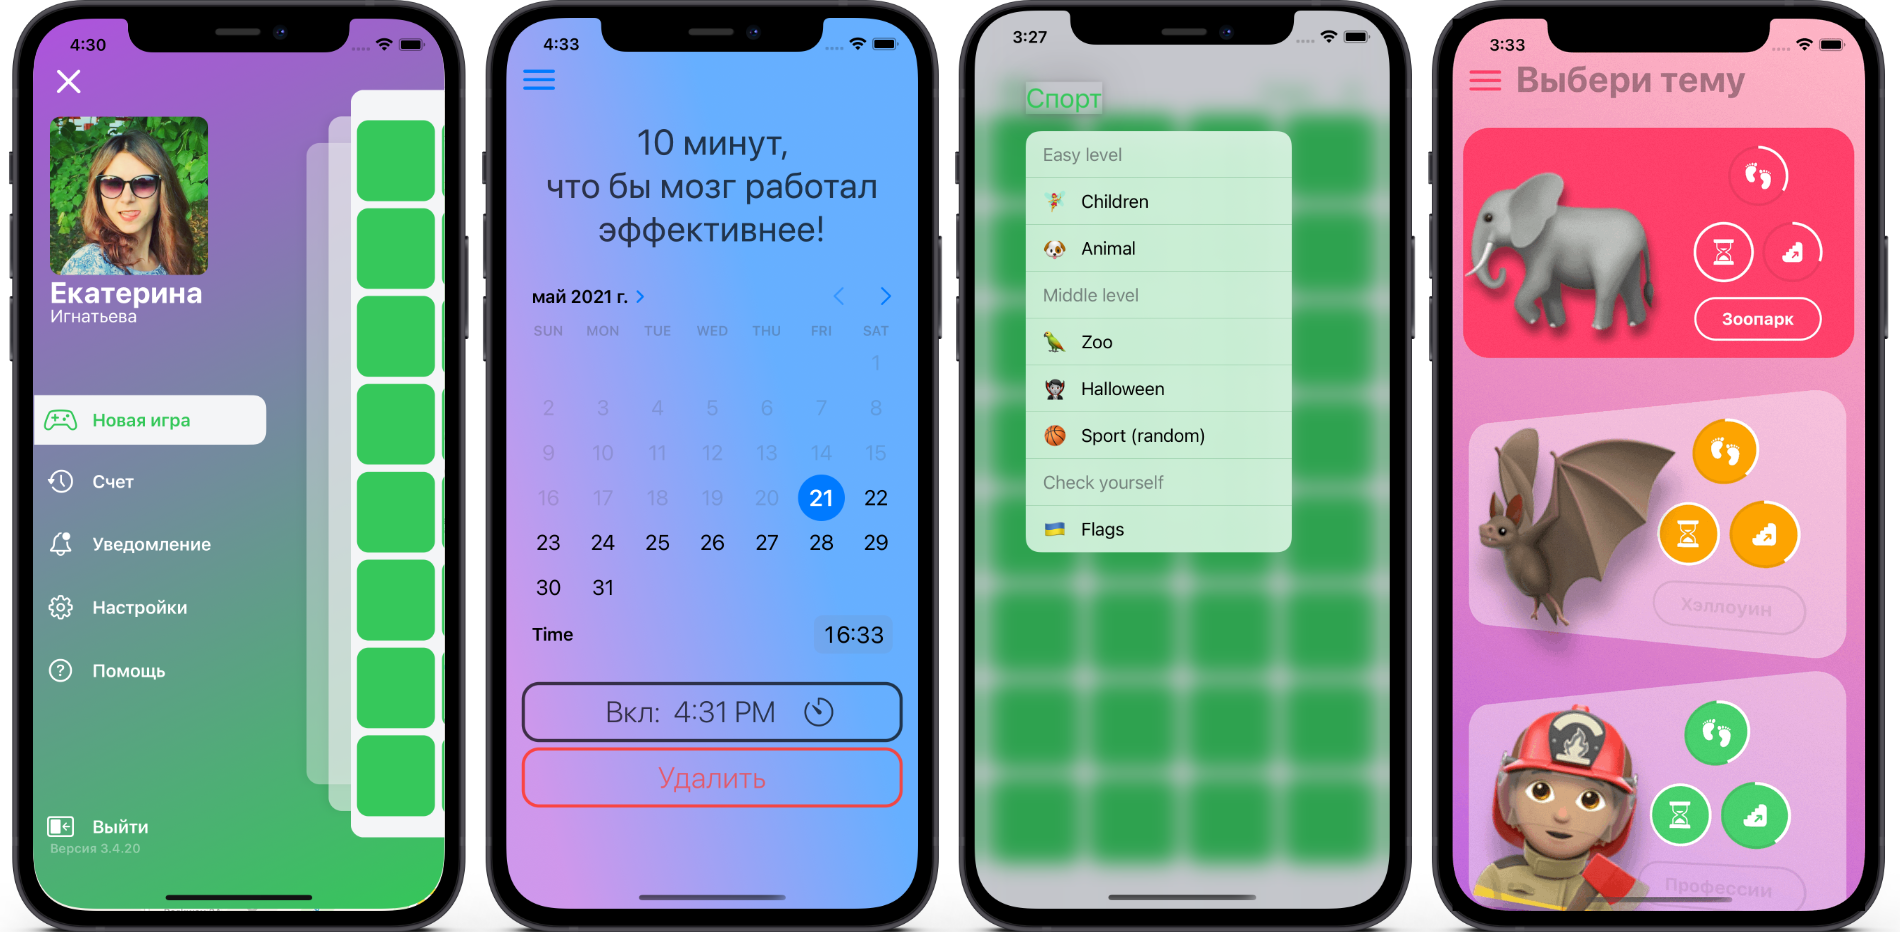 4:30
Екатерина
Игнатьева
Новая игра
Счет
Уведомление
Настройки
Помощь
Выйти
Версия 3.4.20
4:33
10 минут,
что бы мозг работал
эффективнее!
май 2021 г.
SUN MON TUE WED THU FRI SAT
1
2 3 4 5 6 7 8
9 10 11 12 13 14 15
16 17 18 19 20 21 22
23 24 25 26 27 28 29
30 31
Time 16:33
Вкл: 4:31 PM
Удалить
3:27
Спорт
Easy level
Children
Animal
Middle level
Zoo
Halloween
Sport (random)
Check yourself
Flags
3:33
Выбери тему
Зоопарк
Хэллоуин
Профессии